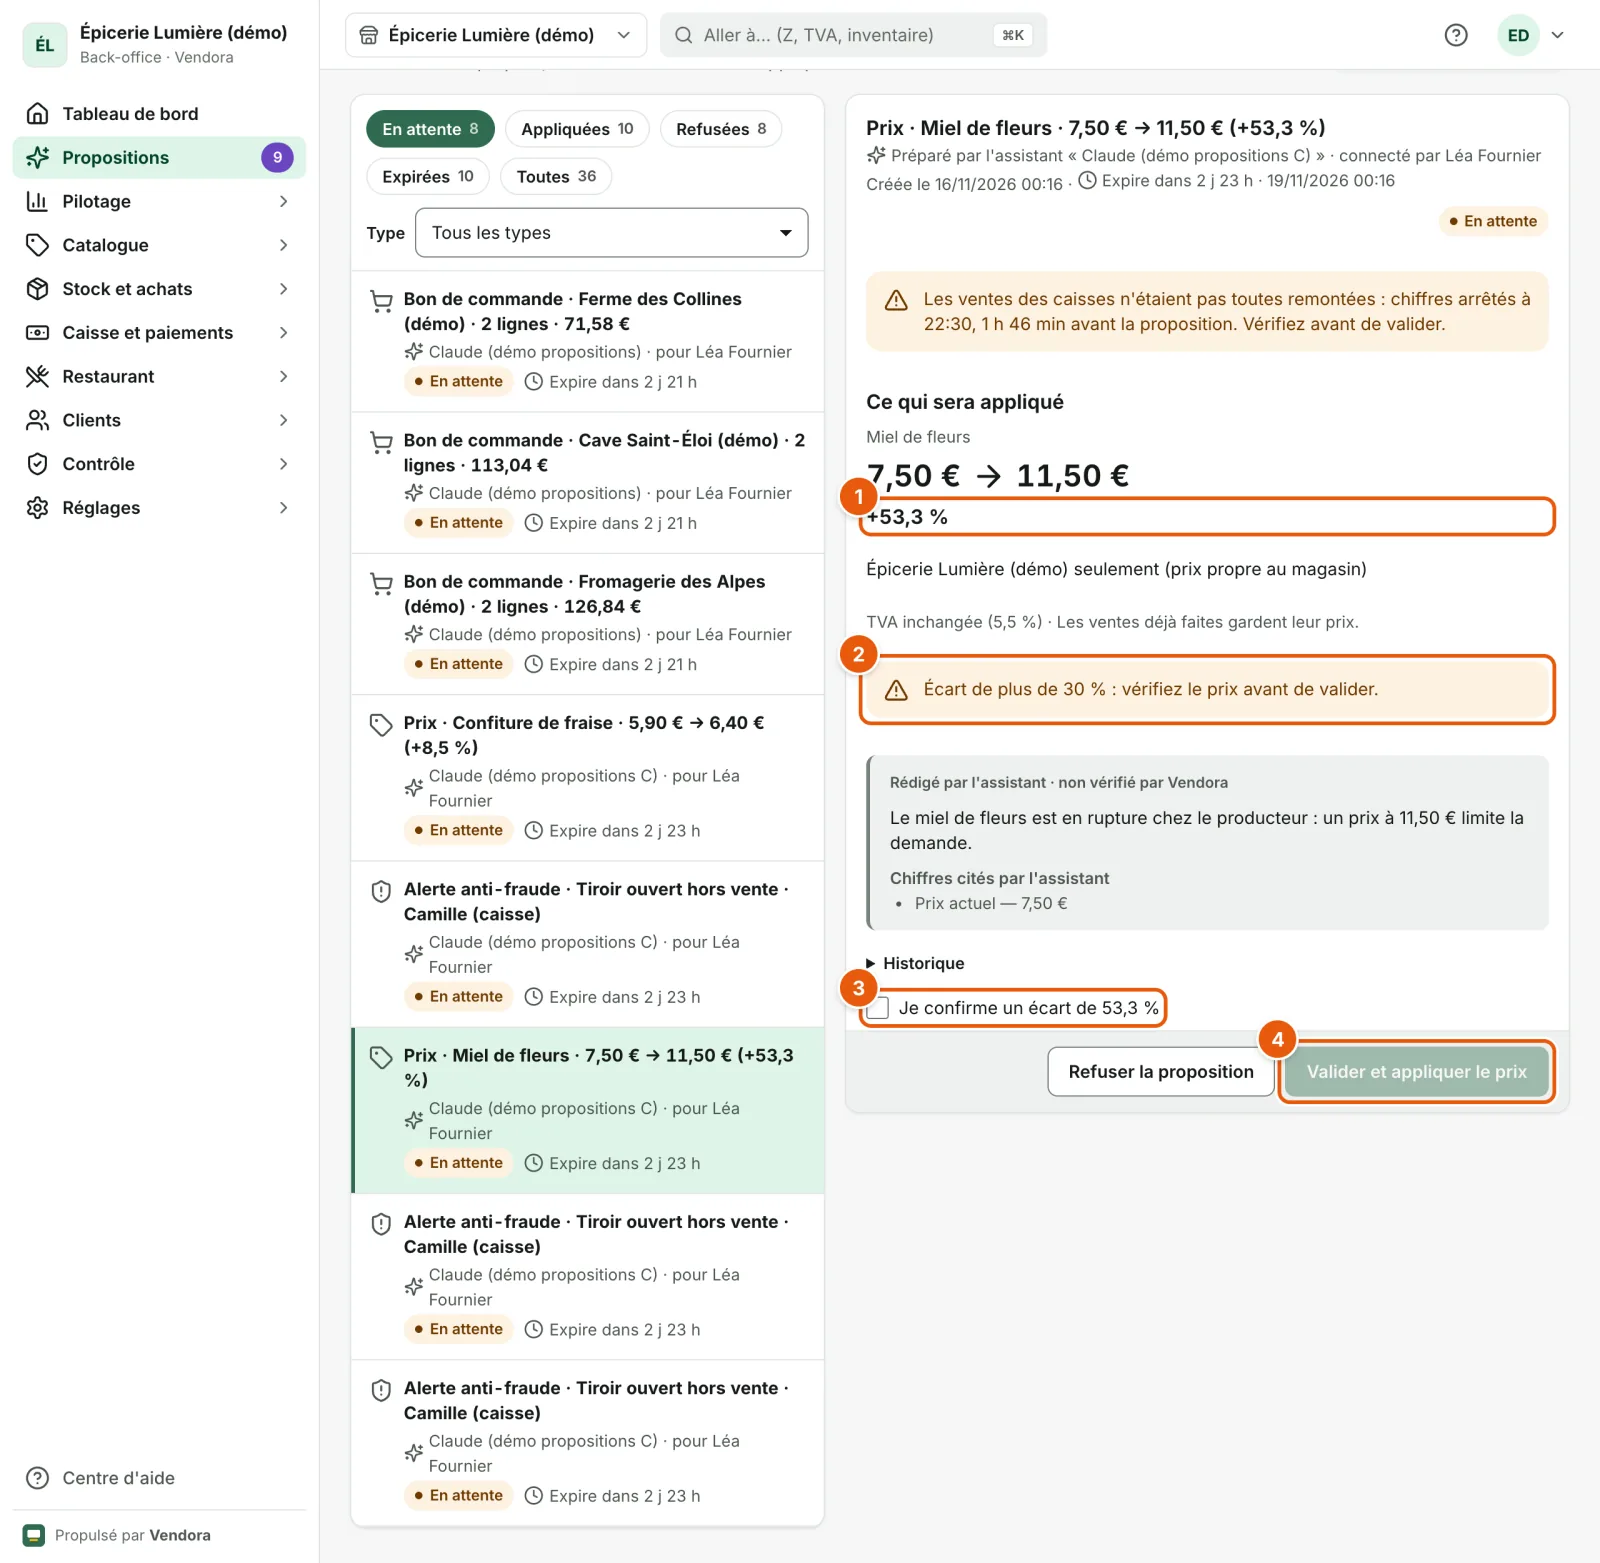 ÉL
Épicerie Lumière (démo)
Back-office · Vendora
Épicerie Lumière (démo)
Aller à... (Z, TVA, inventaire)
⌘K
ED
Tableau de bord
Propositions
9
Pilotage
Catalogue
Stock et achats
Caisse et paiements
Restaurant
Clients
Contrôle
Réglages
Centre d'aide
Propulsé par Vendora
En attente 8
Appliquées 10
Refusées 8
Expirées 10
Toutes 36
Type
Tous les types
Bon de commande · Ferme des Collines
(démo) · 2 lignes · 71,58 €
Claude (démo propositions) · pour Léa Fournier
En attente
Expire dans 2 j 21 h
Bon de commande · Cave Saint-Éloi (démo) · 2
lignes · 113,04 €
Claude (démo propositions) · pour Léa Fournier
En attente
Expire dans 2 j 21 h
Bon de commande · Fromagerie des Alpes
(démo) · 2 lignes · 126,84 €
Claude (démo propositions) · pour Léa Fournier
En attente
Expire dans 2 j 21 h
Prix · Confiture de fraise · 5,90 € → 6,40 €
(+8,5 %)
Claude (démo propositions C) · pour Léa
Fournier
En attente
Expire dans 2 j 23 h
Alerte anti-fraude · Tiroir ouvert hors vente ·
Camille (caisse)
Claude (démo propositions C) · pour Léa
Fournier
En attente
Expire dans 2 j 23 h
Prix · Miel de fleurs · 7,50 € → 11,50 € (+53,3
%)
Claude (démo propositions C) · pour Léa
Fournier
En attente
Expire dans 2 j 23 h
Alerte anti-fraude · Tiroir ouvert hors vente ·
Camille (caisse)
Claude (démo propositions C) · pour Léa
Fournier
En attente
Expire dans 2 j 23 h
Alerte anti-fraude · Tiroir ouvert hors vente ·
Camille (caisse)
Claude (démo propositions C) · pour Léa
Fournier
En attente
Expire dans 2 j 23 h
Prix · Miel de fleurs · 7,50 € → 11,50 € (+53,3 %)
Préparé par l'assistant « Claude (démo propositions C) » · connecté par Léa Fournier
Créée le 16/11/2026 00:16 · Expire dans 2 j 23 h · 19/11/2026 00:16
En attente
Les ventes des caisses n'étaient pas toutes remontées : chiffres arrêtés à
22:30, 1 h 46 min avant la proposition. Vérifiez avant de valider.
Ce qui sera appliqué
Miel de fleurs
7,50 € → 11,50 €
1
+53,3 %
Épicerie Lumière (démo) seulement (prix propre au magasin)
TVA inchangée (5,5 %) · Les ventes déjà faites gardent leur prix.
2
Écart de plus de 30 % : vérifiez le prix avant de valider.
Rédigé par l'assistant · non vérifié par Vendora
Le miel de fleurs est en rupture chez le producteur : un prix à 11,50 € limite la
demande.
Chiffres cités par l'assistant
• Prix actuel — 7,50 €
Historique
3
Je confirme un écart de 53,3 %
4
Refuser la proposition
Valider et appliquer le prix